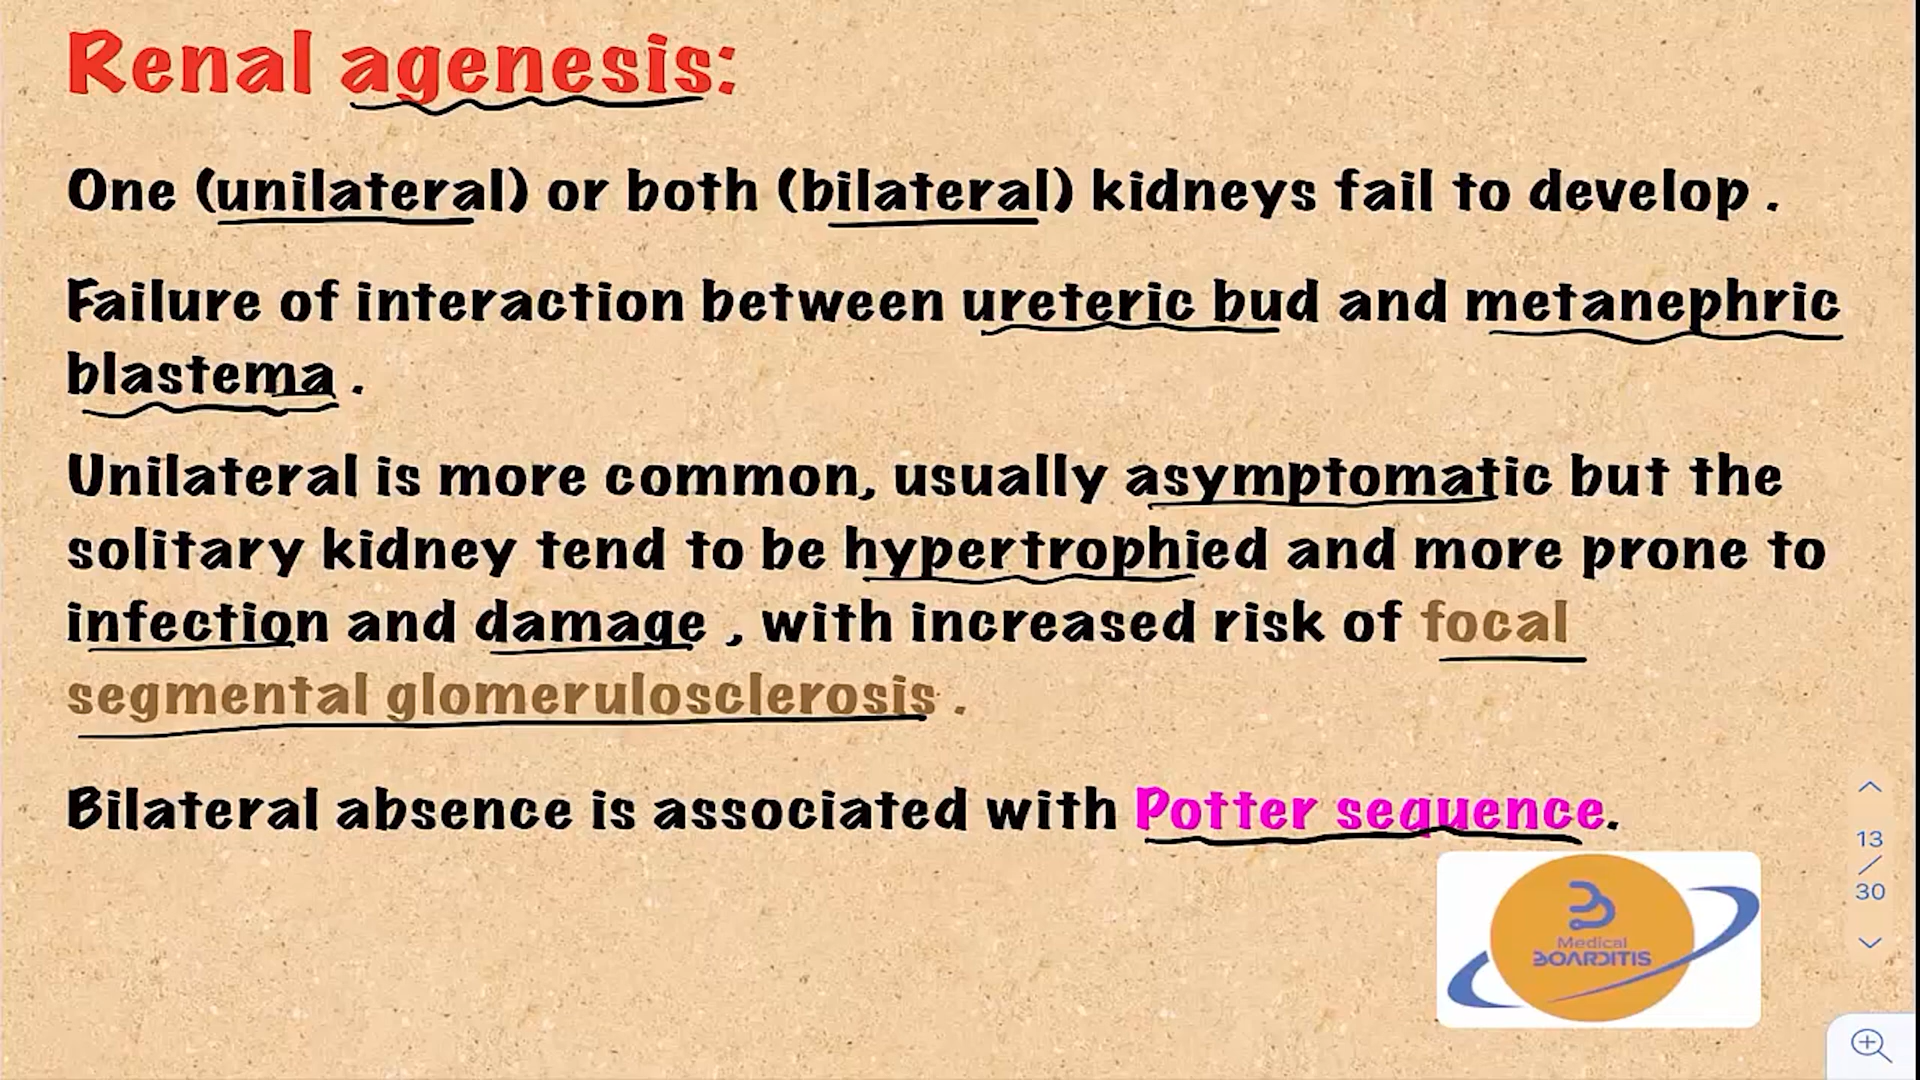 Renal agenesis:
One (unilateral) or both (bilateral) kidneys fail to develop .
Failure of interaction between ureteric bud and metanephric
blastema .
Unilateral is more common, usually asymptomatic but the
solitary kidney tend to be hypertrophied and more prone to
infection and damage , with increased risk of focal
segmental glomerulosclerosis .
Bilateral absence is associated with Potter sequence.
13
/
30
Medical
BOARDITIS